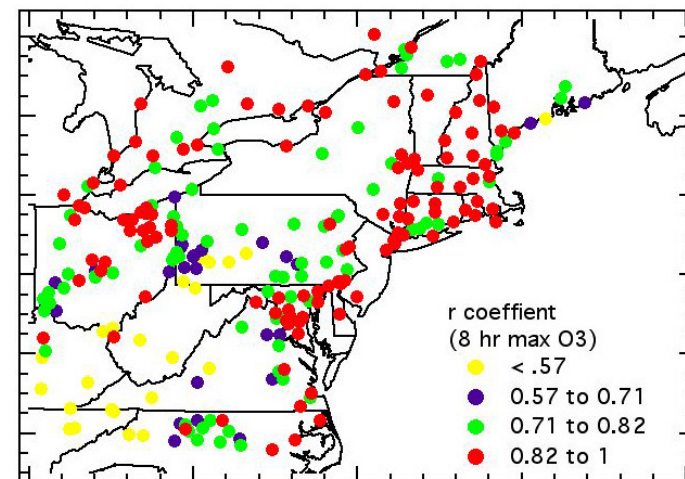 r coeffient
(8 hr max O3)
< .57
0.57 to 0.71
0.71 to 0.82
0.82 to 1